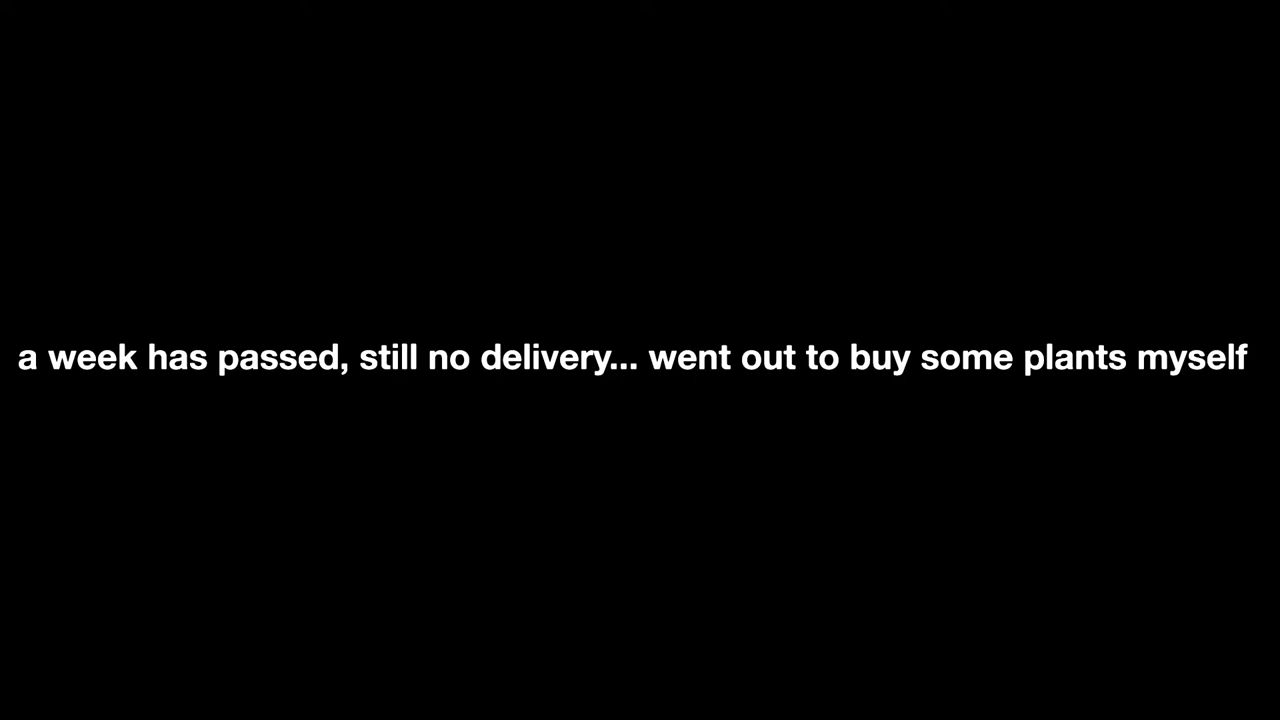 a week has passed, still no delivery... went out to buy some plants myself